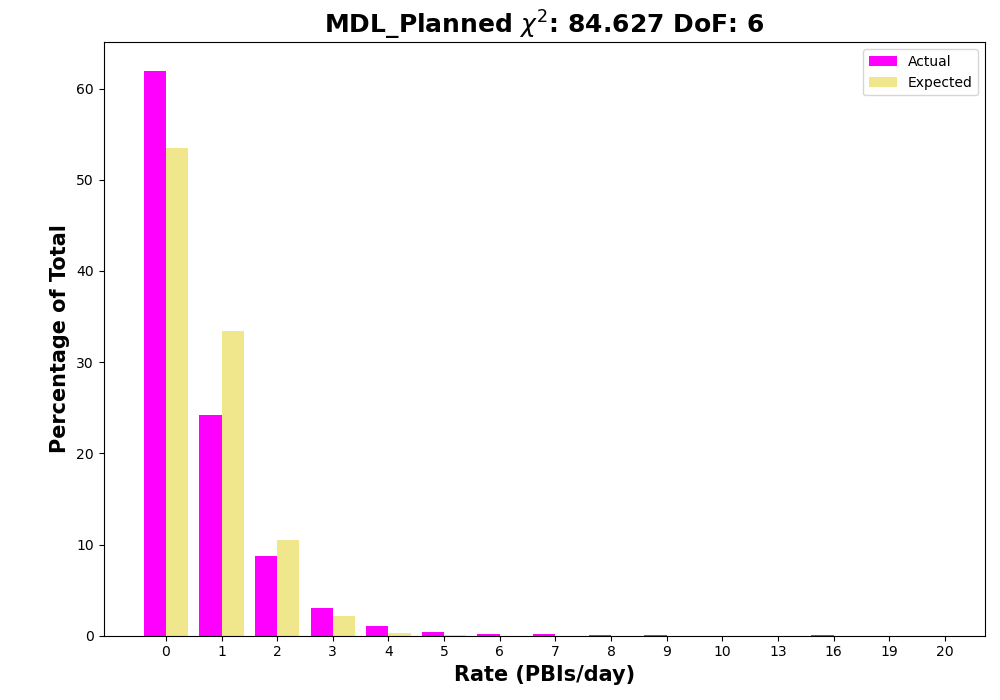 MDL_Planned χ²: 84.627 DoF: 6
Actual
Expected
Percentage of Total
60
50
40
30
20
10
0
0 1 2 3 4 5 6 7 8 9 10 13 16 19 20
Rate (PBIs/day)